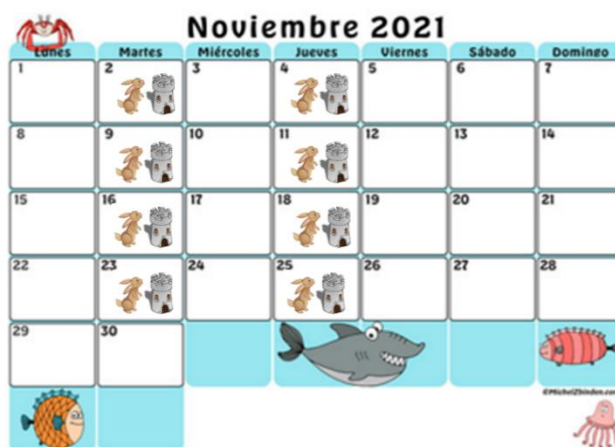 Noviembre 2021
Lunes Martes Miércoles Jueves Viernes Sábado Domingo
1 2 3 4 5 6 7
8 9 10 11 12 13 14
15 16 17 18 19 20 21
22 23 24 25 26 27 28
29 30
©MichelZbinden.com